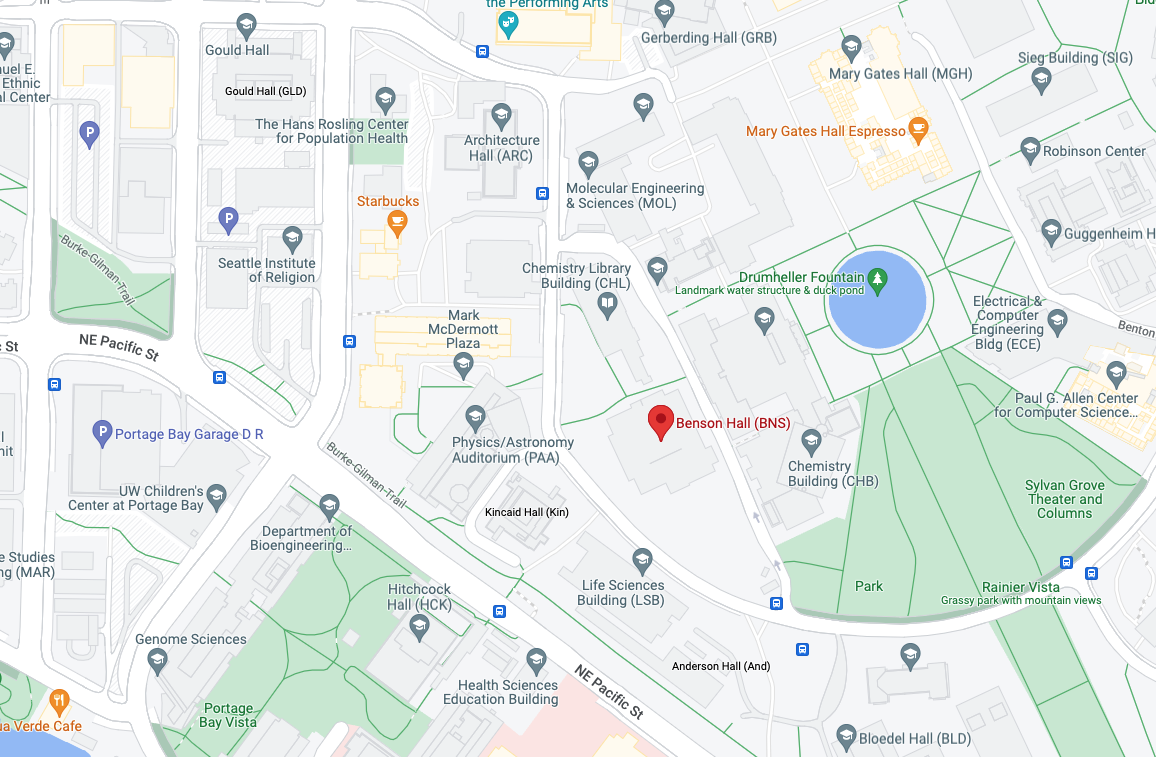 the Performing Arts
Gould Hall
Gerberding Hall (GRB)
Sieg Building (SIG)
Mary Gates Hall (MGH)
Ethnic
Gould Hall (GLD)
The Hans Rosling Center
for Population Health
Architecture
Hall (ARC)
Mary Gates Hall Espresso
P
Robinson Center
Molecular Engineering
& Sciences (MOL)
Starbucks
P
Guggenheim H
Burke-Gilman-Trail
Seattle Institute
of Religion
Chemistry Library
Building (CHL)
Drumheller Fountain
Landmark water structure & duck pond
Electrical &
Computer
Engineering
Bldg (ECE)
Mark
McDermott
Plaza
Benton
St
NE Pacific St
Paul G. Allen Center
for Computer Science...
Benson Hall (BNS)
P
Portage Bay Garage D R
Physics/Astronomy
Auditorium (PAA)
Burke-Gilman-Trail
Chemistry
Building (CHB)
UW Children's
Center at Portage Bay
Sylvan Grove
Theater and
Columns
Kincaid Hall (Kin)
Department of
Bioengineering...
Studies
(MAR)
Life Sciences
Building (LSB)
Park
Rainier Vista
Grassy park with mountain views
Hitchcock
Hall (HCK)
Genome Sciences
Anderson Hall (And)
Health Sciences
Education Building
NE Pacific St
Portage
Bay Vista
ua Verde Cafe
Bloedel Hall (BLD)